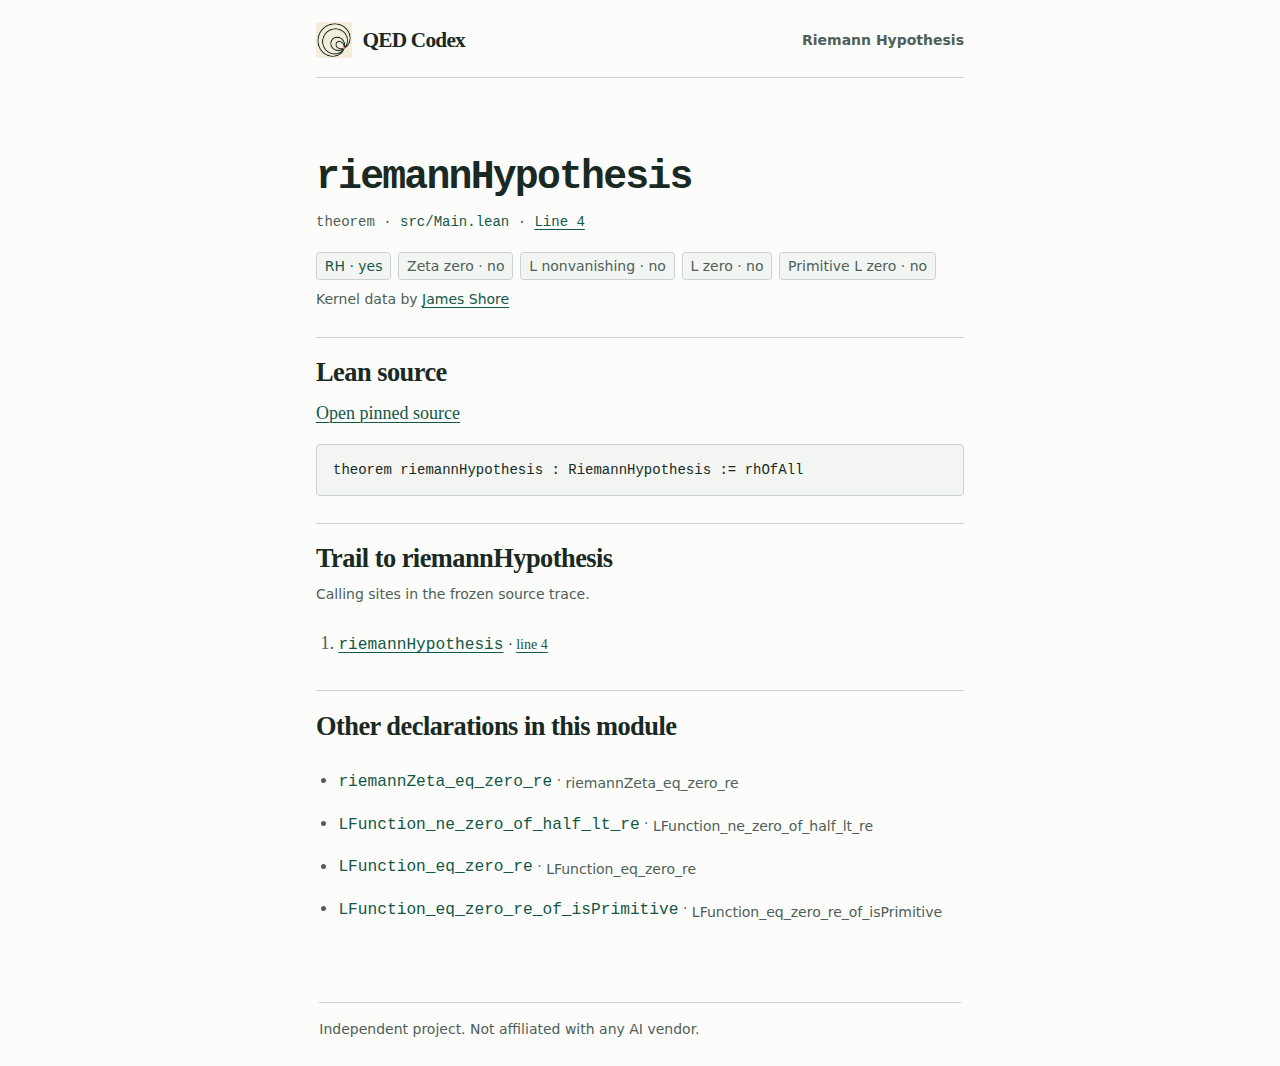 QED Codex
Riemann Hypothesis
riemannHypothesis
theorem · src/Main.lean · Line 4
RH · yes
Zeta zero · no
L nonvanishing · no
L zero · no
Primitive L zero · no
Kernel data by James Shore
Lean source
Open pinned source
theorem riemannHypothesis : RiemannHypothesis := rhOfAll
Trail to riemannHypothesis
Calling sites in the frozen source trace.
1. riemannHypothesis · line 4
Other declarations in this module
• riemannZeta_eq_zero_re · riemannZeta_eq_zero_re
• LFunction_ne_zero_of_half_lt_re · LFunction_ne_zero_of_half_lt_re
• LFunction_eq_zero_re · LFunction_eq_zero_re
• LFunction_eq_zero_re_of_isPrimitive · LFunction_eq_zero_re_of_isPrimitive
Independent project. Not affiliated with any AI vendor.